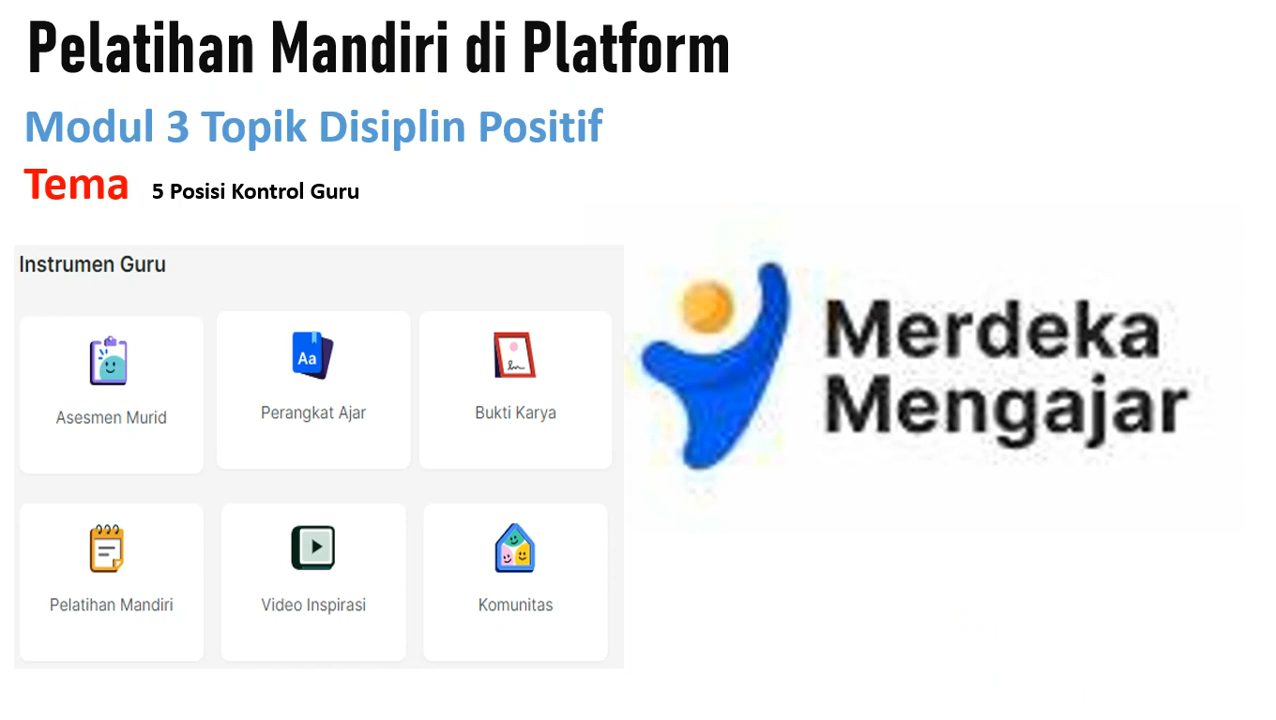 Pelatihan Mandiri di Platform
Modul 3 Topik Disiplin Positif
Tema 5 Posisi Kontrol Guru
Instrumen Guru
Aa
Asesmen Murid
Perangkat Ajar
Bukti Karya
Pelatihan Mandiri
Video Inspirasi
Komunitas
Merdeka
Mengajar